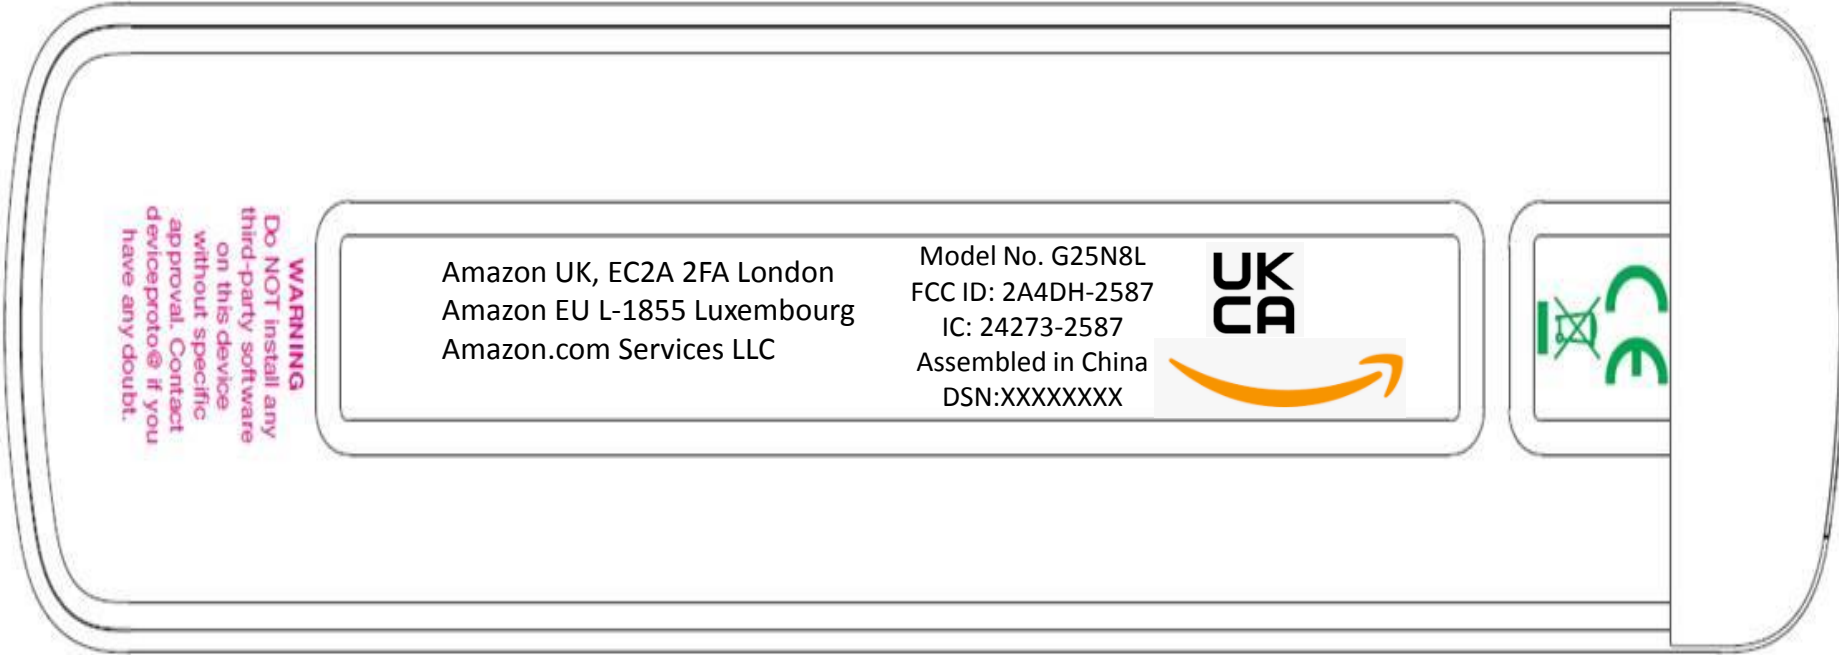 WARNING
Do NOT install any
third-party software
on this device
without specific
approval. Contact
deviceproto@ if you
have any doubt.
Amazon UK, EC2A 2FA London
Amazon EU L-1855 Luxembourg
Amazon.com Services LLC
Model No. G25N8L
FCC ID: 2A4DH-2587
IC: 24273-2587
Assembled in China
DSN:XXXXXXXX
UK
CA
CE